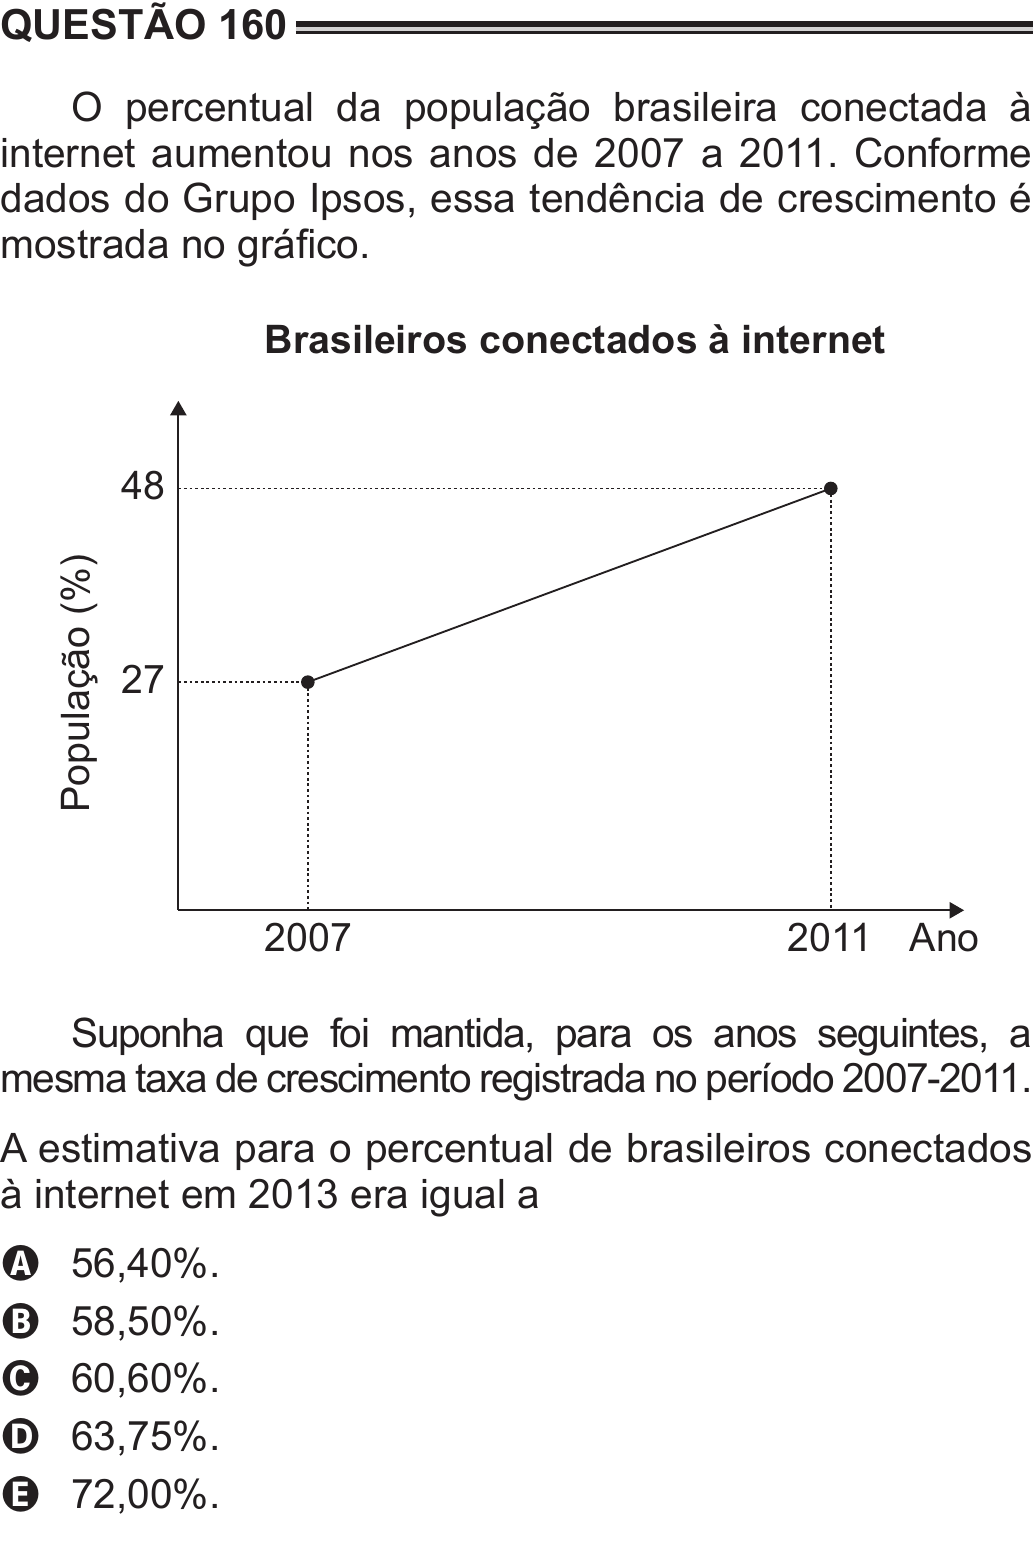 QUESTÃO 160
O percentual da população brasileira conectada à
internet aumentou nos anos de 2007 a 2011. Conforme
dados do Grupo Ipsos, essa tendência de crescimento é
mostrada no gráfico.
Brasileiros conectados à internet
População (%)
48
27
2007
2011
Ano
Suponha que foi mantida, para os anos seguintes, a
mesma taxa de crescimento registrada no período 2007-2011.
A estimativa para o percentual de brasileiros conectados
à internet em 2013 era igual a
A 56,40%.
B 58,50%.
C 60,60%.
D 63,75%.
E 72,00%.